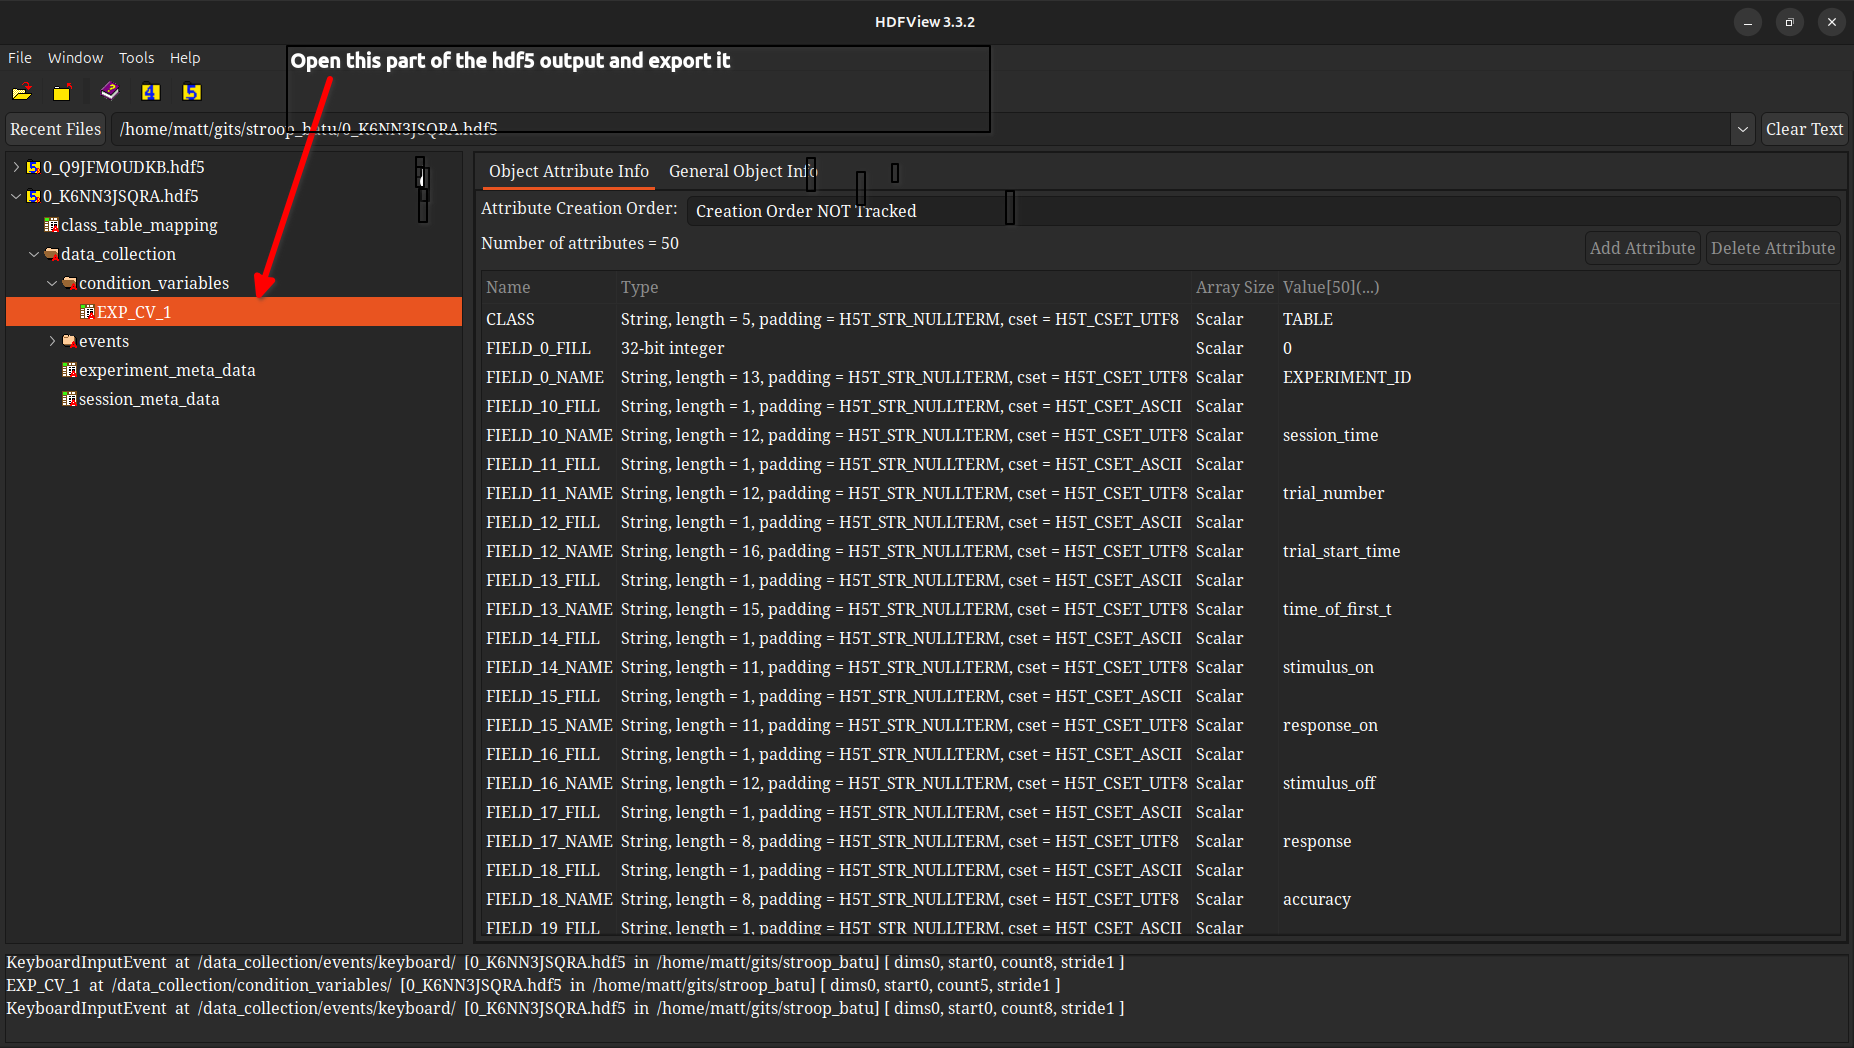 HDFView 3.3.2
File Window Tools Help
Open this part of the hdf5 output and export it
Recent Files /home/matt/gits/stroop_batu/0_K6NN3JSQRA.hdf5 Clear Text
0_Q9JFMOUDKB.hdf5
0_K6NN3JSQRA.hdf5
class_table_mapping
data_collection
condition_variables
EXP_CV_1
events
experiment_meta_data
session_meta_data
Object Attribute Info General Object Info
Attribute Creation Order: Creation Order NOT Tracked
Number of attributes = 50 Add Attribute Delete Attribute
Name Type Array Size Value[50](...)
CLASS String, length = 5, padding = H5T_STR_NULLTERM, cset = H5T_CSET_UTF8 Scalar TABLE
FIELD_0_FILL 32-bit integer Scalar 0
FIELD_0_NAME String, length = 13, padding = H5T_STR_NULLTERM, cset = H5T_CSET_UTF8 Scalar EXPERIMENT_ID
FIELD_10_FILL String, length = 1, padding = H5T_STR_NULLTERM, cset = H5T_CSET_ASCII Scalar
FIELD_10_NAME String, length = 12, padding = H5T_STR_NULLTERM, cset = H5T_CSET_UTF8 Scalar session_time
FIELD_11_FILL String, length = 1, padding = H5T_STR_NULLTERM, cset = H5T_CSET_ASCII Scalar
FIELD_11_NAME String, length = 12, padding = H5T_STR_NULLTERM, cset = H5T_CSET_UTF8 Scalar trial_number
FIELD_12_FILL String, length = 1, padding = H5T_STR_NULLTERM, cset = H5T_CSET_ASCII Scalar
FIELD_12_NAME String, length = 16, padding = H5T_STR_NULLTERM, cset = H5T_CSET_UTF8 Scalar trial_start_time
FIELD_13_FILL String, length = 1, padding = H5T_STR_NULLTERM, cset = H5T_CSET_ASCII Scalar
FIELD_13_NAME String, length = 15, padding = H5T_STR_NULLTERM, cset = H5T_CSET_UTF8 Scalar time_of_first_t
FIELD_14_FILL String, length = 1, padding = H5T_STR_NULLTERM, cset = H5T_CSET_ASCII Scalar
FIELD_14_NAME String, length = 11, padding = H5T_STR_NULLTERM, cset = H5T_CSET_UTF8 Scalar stimulus_on
FIELD_15_FILL String, length = 1, padding = H5T_STR_NULLTERM, cset = H5T_CSET_ASCII Scalar
FIELD_15_NAME String, length = 11, padding = H5T_STR_NULLTERM, cset = H5T_CSET_UTF8 Scalar response_on
FIELD_16_FILL String, length = 1, padding = H5T_STR_NULLTERM, cset = H5T_CSET_ASCII Scalar
FIELD_16_NAME String, length = 12, padding = H5T_STR_NULLTERM, cset = H5T_CSET_UTF8 Scalar stimulus_off
FIELD_17_FILL String, length = 1, padding = H5T_STR_NULLTERM, cset = H5T_CSET_ASCII Scalar
FIELD_17_NAME String, length = 8, padding = H5T_STR_NULLTERM, cset = H5T_CSET_UTF8 Scalar response
FIELD_18_FILL String, length = 1, padding = H5T_STR_NULLTERM, cset = H5T_CSET_ASCII Scalar
FIELD_18_NAME String, length = 8, padding = H5T_STR_NULLTERM, cset = H5T_CSET_UTF8 Scalar accuracy
FIELD_19_FILL String, length = 1, padding = H5T_STR_NULLTERM, cset = H5T_CSET_ASCII Scalar
KeyboardInputEvent at /data_collection/events/keyboard/ [0_K6NN3JSQRA.hdf5 in /home/matt/gits/stroop_batu] [ dims0, start0, count8, stride1 ]
EXP_CV_1 at /data_collection/condition_variables/ [0_K6NN3JSQRA.hdf5 in /home/matt/gits/stroop_batu] [ dims0, start0, count5, stride1 ]
KeyboardInputEvent at /data_collection/events/keyboard/ [0_K6NN3JSQRA.hdf5 in /home/matt/gits/stroop_batu] [ dims0, start0, count8, stride1 ]